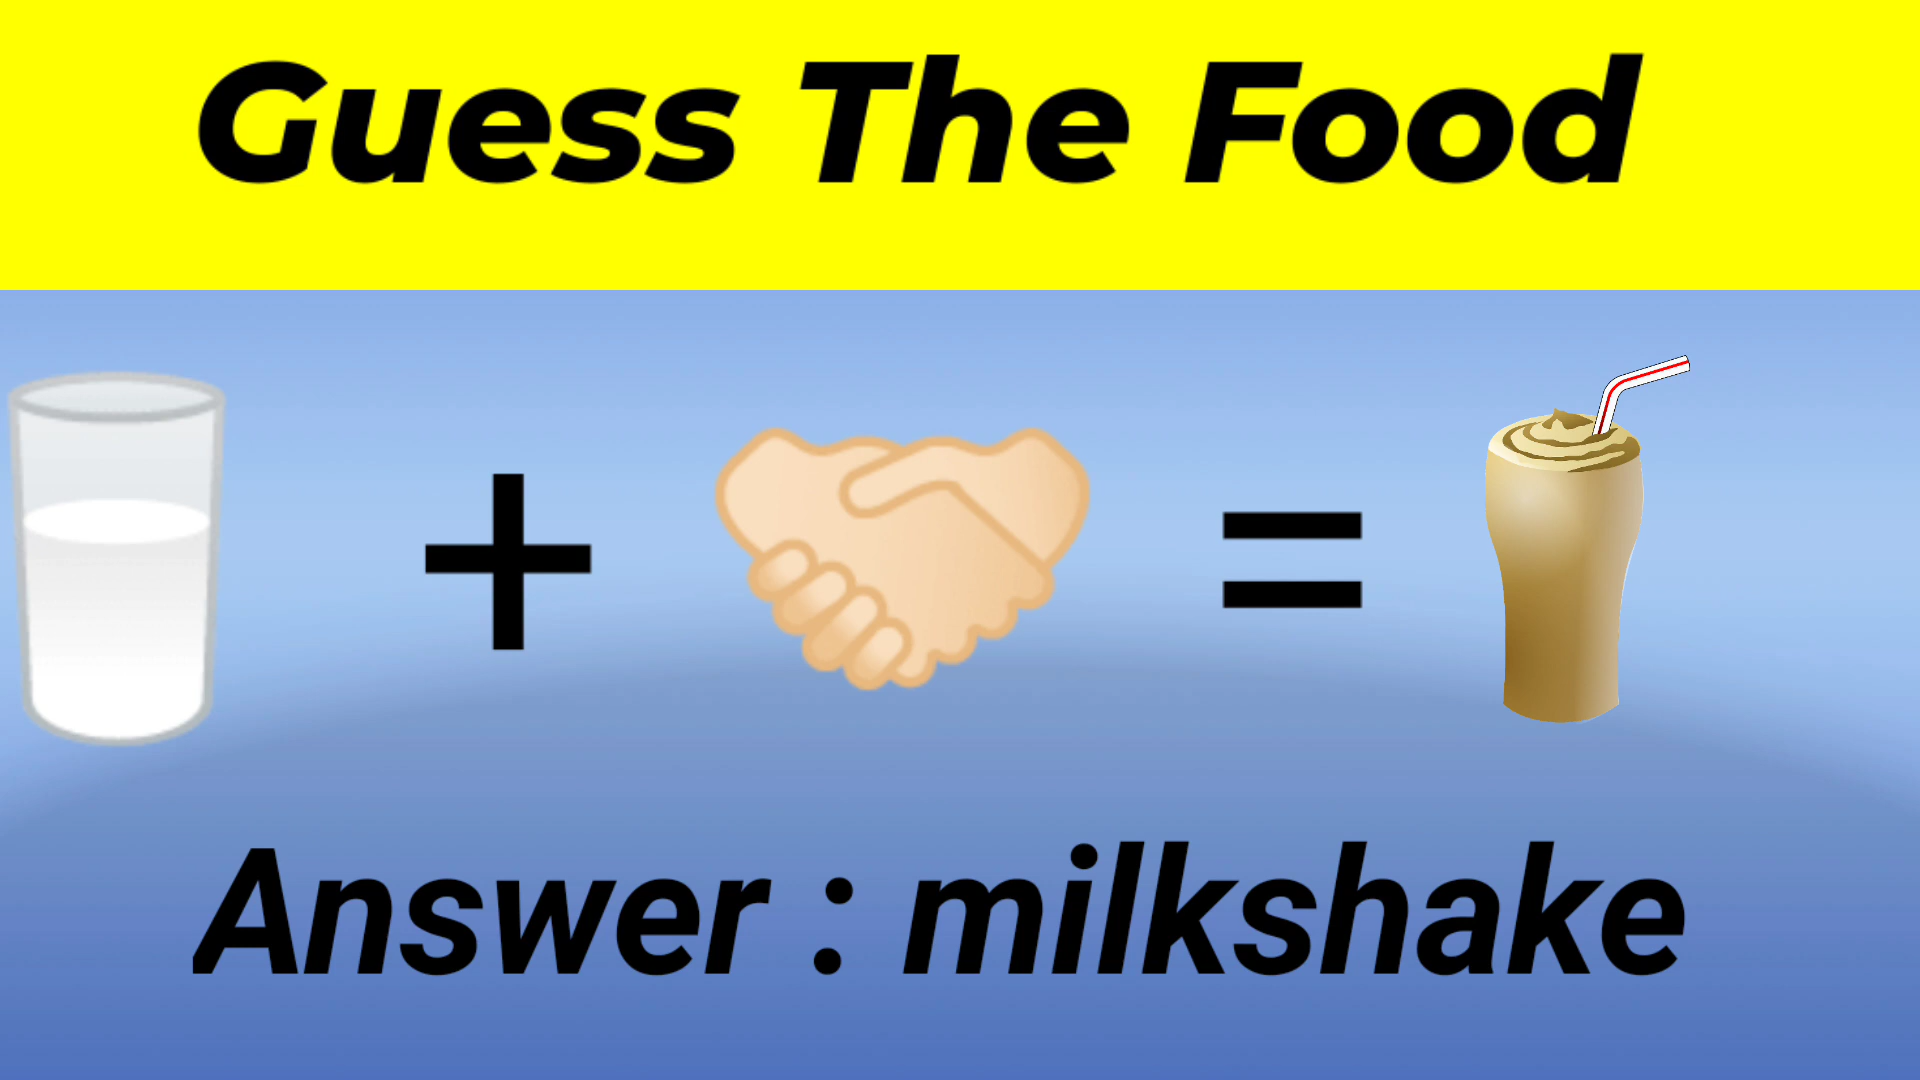 Guess The Food
+ =
Answer : milkshake